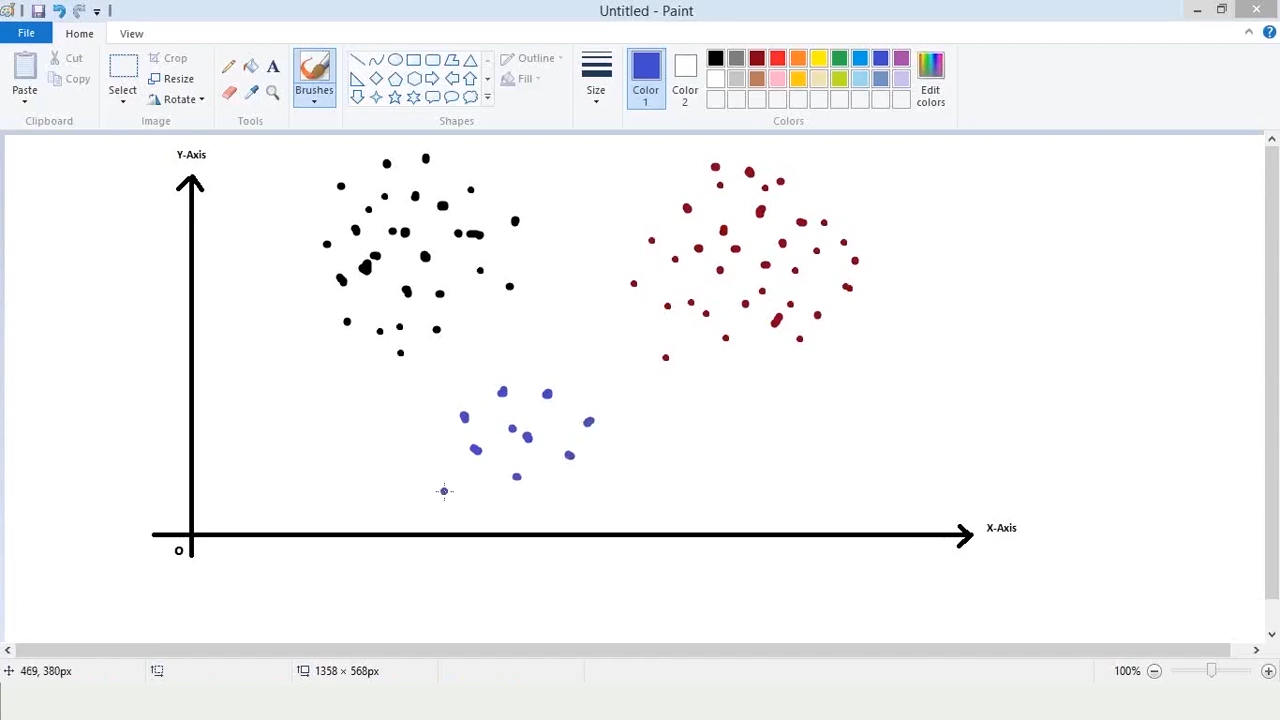 Untitled - Paint
File Home View
Paste
Cut
Copy
Clipboard
Select
Crop
Resize
Rotate
Image
A
Tools
Brushes
Shapes
Outline
Fill
Size
Color 1
Color 2
Edit colors
Colors
Y-Axis
X-Axis
O
469, 380px
1358 × 568px
100%